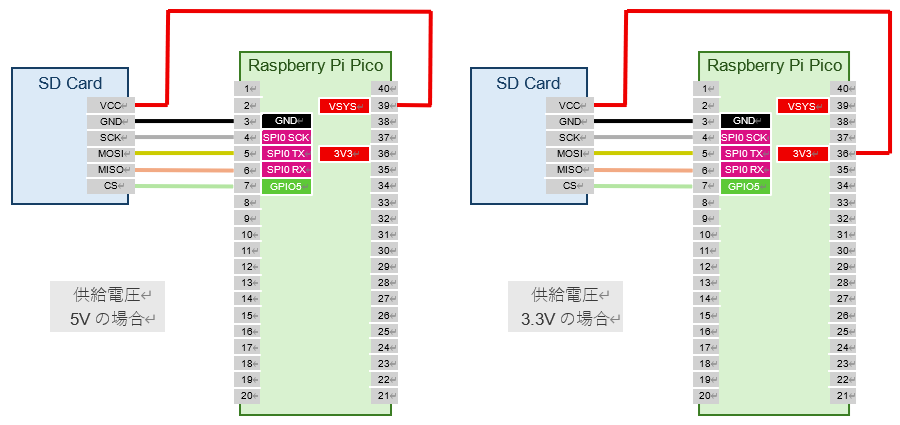 Raspberry Pi Pico
SD Card
VCC
GND
SCK
MOSI
MISO
CS
1 40
2 VSYS 39
3 GND 38
4 SPI0 SCK 37
5 SPI0 TX 3V3 36
6 SPI0 RX 35
7 GPIO5 34
8 33
9 32
10 31
11 30
12 29
13 28
14 27
15 26
16 25
17 24
18 23
19 22
20 21
供給電圧
5V の場合
Raspberry Pi Pico
SD Card
VCC
GND
SCK
MOSI
MISO
CS
1 40
2 VSYS 39
3 GND 38
4 SPI0 SCK 37
5 SPI0 TX 3V3 36
6 SPI0 RX 35
7 GPIO5 34
8 33
9 32
10 31
11 30
12 29
13 28
14 27
15 26
16 25
17 24
18 23
19 22
20 21
供給電圧
3.3V の場合